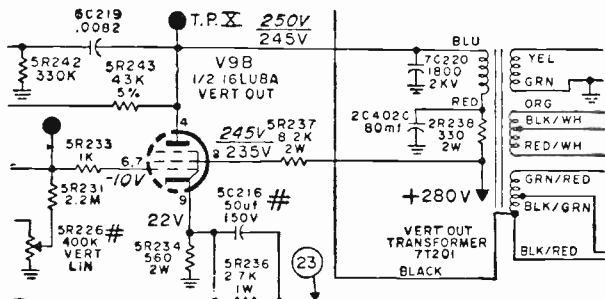 6C219
.0082
T.P. X
250V
245V
5R242
330K
5R243
43K
5%
V9B
1/2 16LU8A
VERT OUT
BLU
7C220
1800
2KV
YEL
GRN
RED
ORG
2C402C
80mf
2R238
330
2W
BLK/WH
RED/WH
4
5R233
1K
6,7
-10V
245V
235V
5R237
8.2K
2W
8
9
5R231
2.2M
5C216 #
50uf
150V
22V
+280V
GRN/RED
BLK/GRN
5R226 #
400K
VERT
LIN
5R234
560
2W
5R236
2.7K
1W
23
VERT OUT
TRANSFORMER
7T201
BLACK
BLK/RED